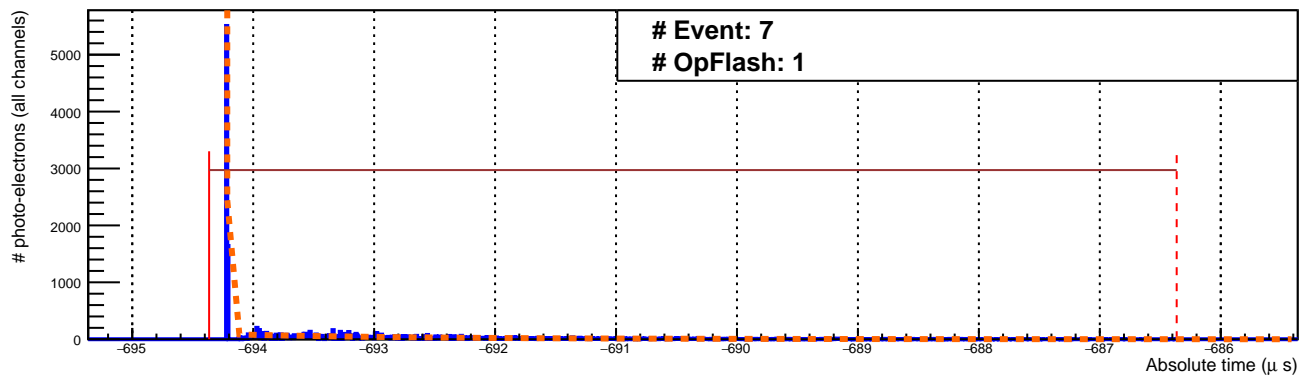 # Event: 7
# OpFlash: 1
# photo-electrons (all channels)
5000
4000
3000
2000
1000
0
−695 −694 −693 −692 −691 −690 −689 −688 −687 −686
Absolute time (μ s)